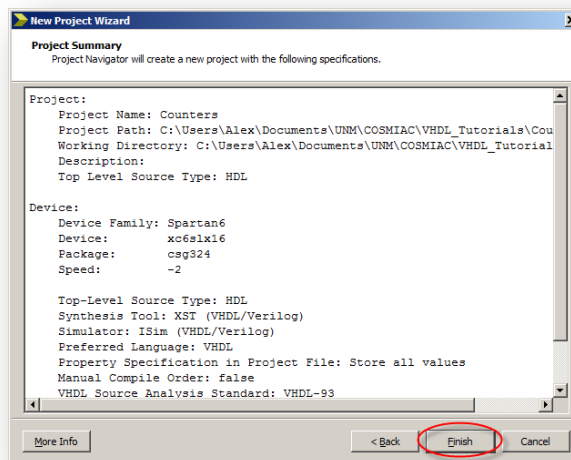 New Project Wizard
Project Summary
Project Navigator will create a new project with the following specifications.
Project:
Project Name: Counters
Project Path: C:\Users\Alex\Documents\UNM\COSMIAC\VHDL_Tutorials\Cou
Working Directory: C:\Users\Alex\Documents\UNM\COSMIAC\VHDL_Tutorial
Description:
Top Level Source Type: HDL
Device:
Device Family: Spartan6
Device: xc6slx16
Package: csg324
Speed: -2
Top-Level Source Type: HDL
Synthesis Tool: XST (VHDL/Verilog)
Simulator: ISim (VHDL/Verilog)
Preferred Language: VHDL
Property Specification in Project File: Store all values
Manual Compile Order: false
VHDL Source Analysis Standard: VHDL-93
More Info < Back Finish Cancel